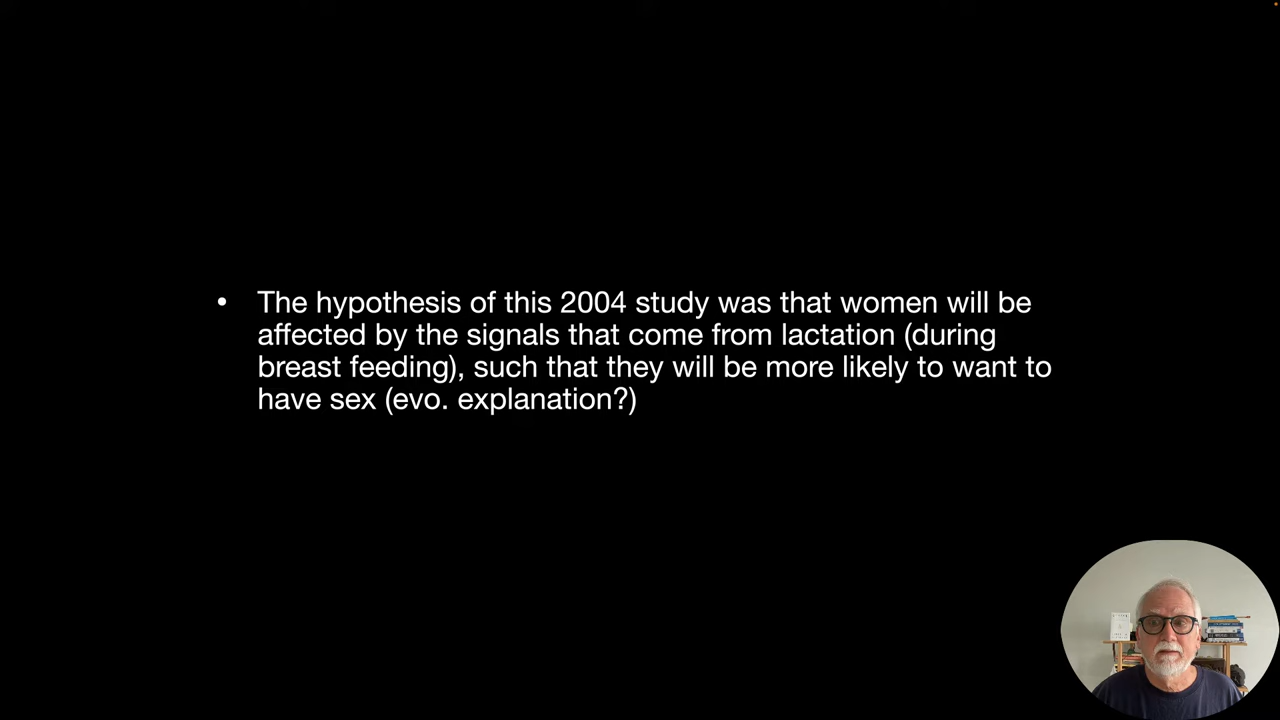 • The hypothesis of this 2004 study was that women will be
affected by the signals that come from lactation (during
breast feeding), such that they will be more likely to want to
have sex (evo. explanation?)